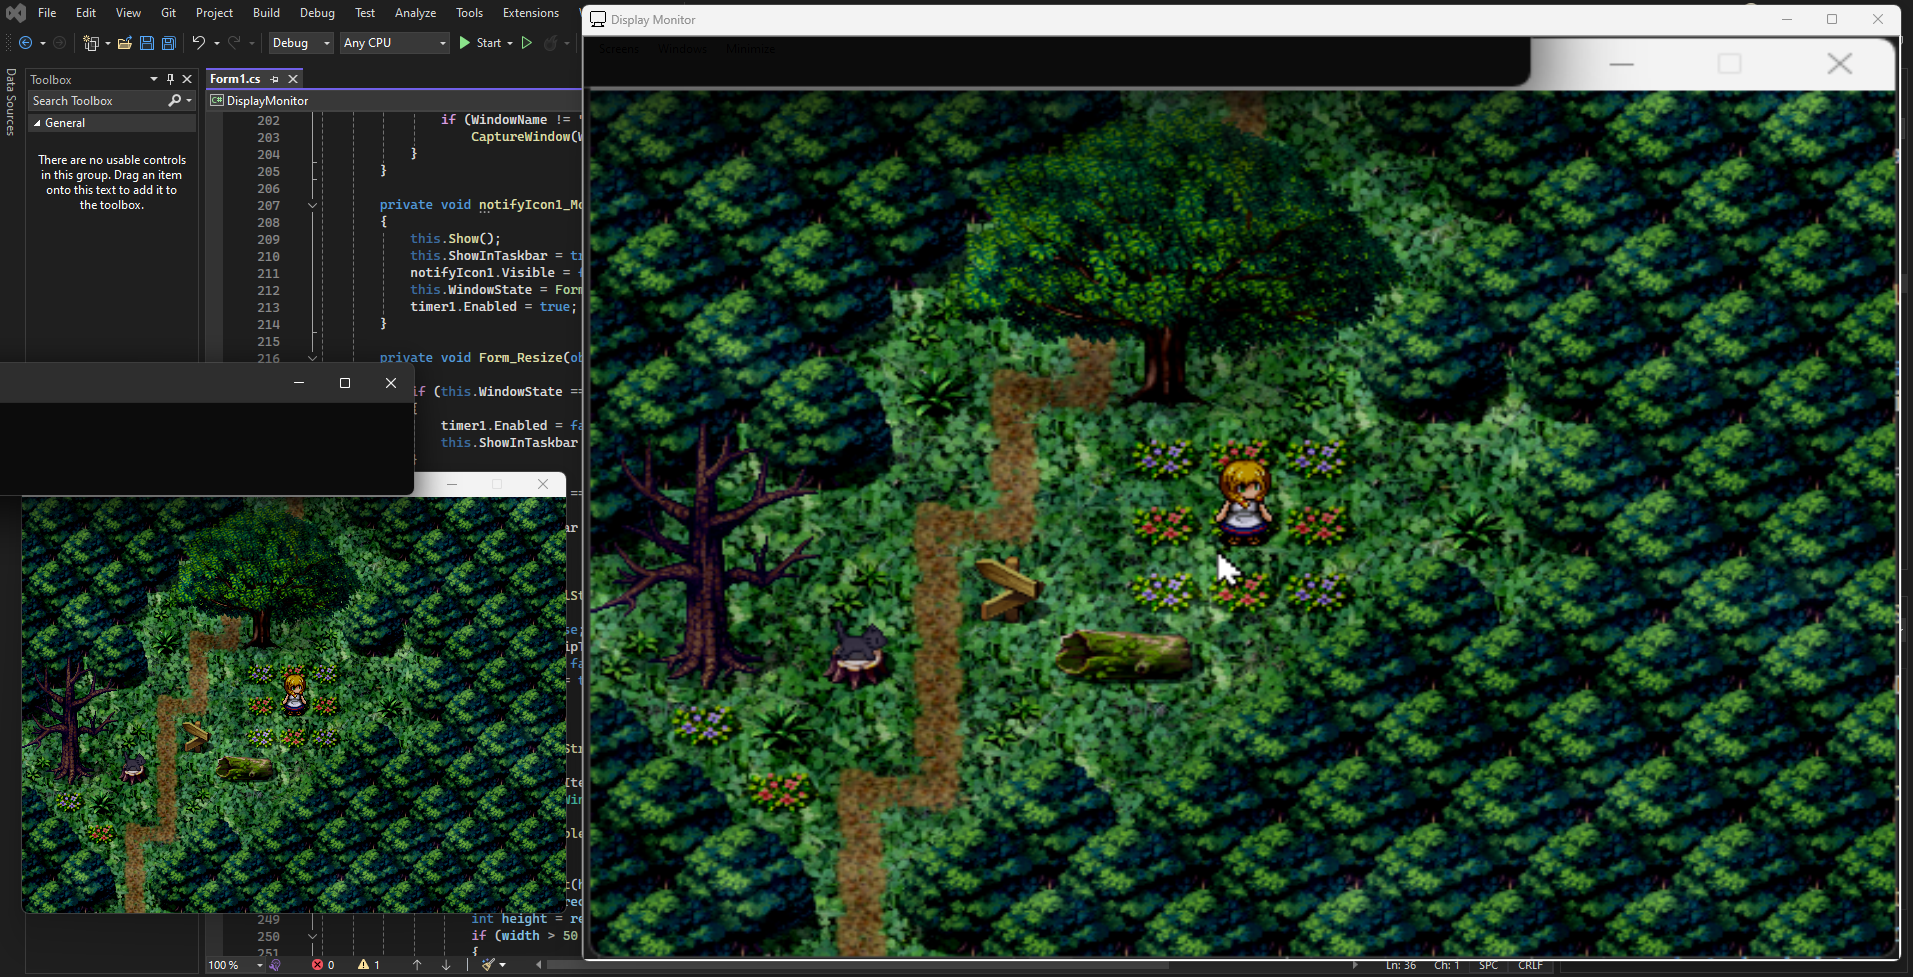 File Edit View Git Project Build Debug Test Analyze Tools Extensions
Debug Any CPU Start
Data Sources
Toolbox
Search Toolbox
General
There are no usable controls
in this group. Drag an item
onto this text to add it to
the toolbox.
Form1.cs
C# DisplayMonitor
202 if (WindowName != '
203 CaptureWindow(W
204 }
205 }
206
207 private void notifyIcon1_Mo
208 {
209 this.Show();
210 this.ShowInTaskbar = tr
211 notifyIcon1.Visible = f
212 this.WindowState = Form
213 timer1.Enabled = true;
214 }
215
216 private void Form_Resize(ob
if (this.WindowState ==
{
timer1.Enabled = fa
this.ShowInTaskbar
249 int height = re
250 if (width > 50
251 {
100 % 0 1
Display Monitor
Screens Windows Minimize
Ln: 36 Ch: 1 SPC CRLF